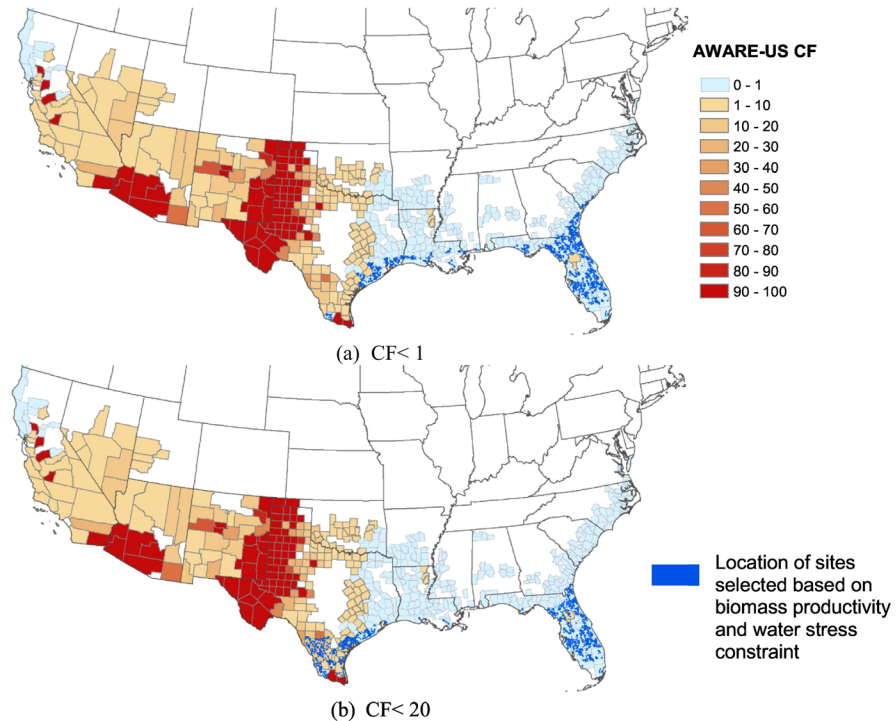 AWARE-US CF
0 - 1
1 - 10
10 - 20
20 - 30
30 - 40
40 - 50
50 - 60
60 - 70
70 - 80
80 - 90
90 - 100
(a) CF< 1
Location of sites
selected based on
biomass productivity
and water stress
constraint
(b) CF< 20